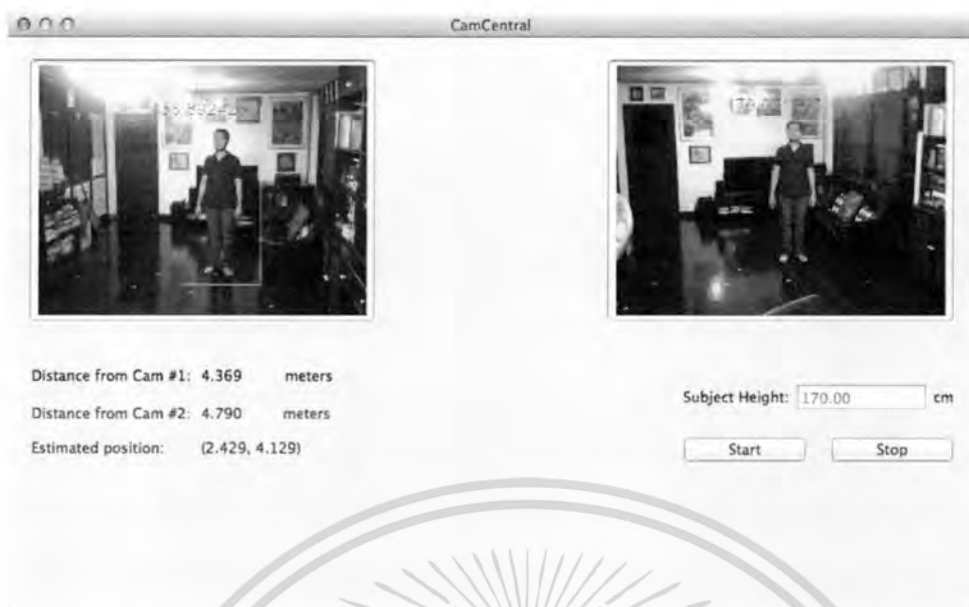 CamCentral
Distance from Cam #1: 4.369 meters
Distance from Cam #2: 4.790 meters
Estimated position: (2.429, 4.129)
Subject Height: 170.00 cm
Start Stop